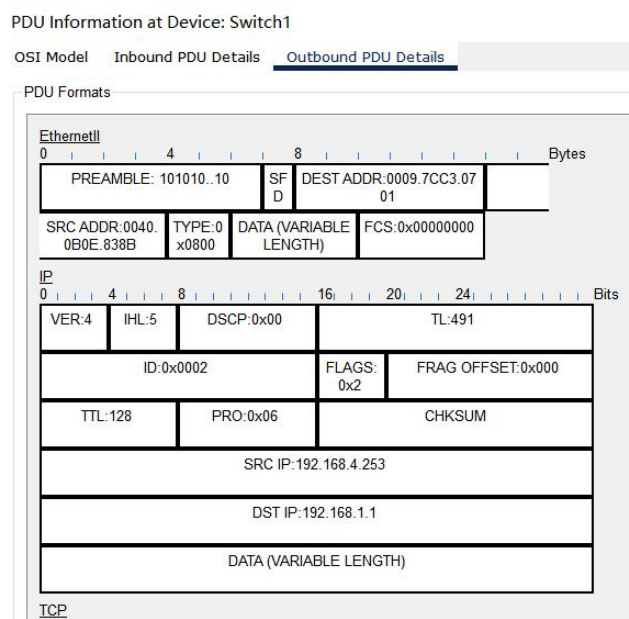 PDU Information at Device: Switch1
OSI Model Inbound PDU Details Outbound PDU Details
PDU Formats
EthernetII
0 4 8 Bytes
PREAMBLE: 101010..10 SF D DEST ADDR:0009.7CC3.07 01
SRC ADDR:0040. 0B0E.838B TYPE:0 x0800 DATA (VARIABLE LENGTH) FCS:0x00000000
IP
0 4 8 16 20 24 Bits
VER:4 IHL:5 DSCP:0x00 TL:491
ID:0x0002 FLAGS: 0x2 FRAG OFFSET:0x000
TTL:128 PRO:0x06 CHKSUM
SRC IP:192.168.4.253
DST IP:192.168.1.1
DATA (VARIABLE LENGTH)
TCP